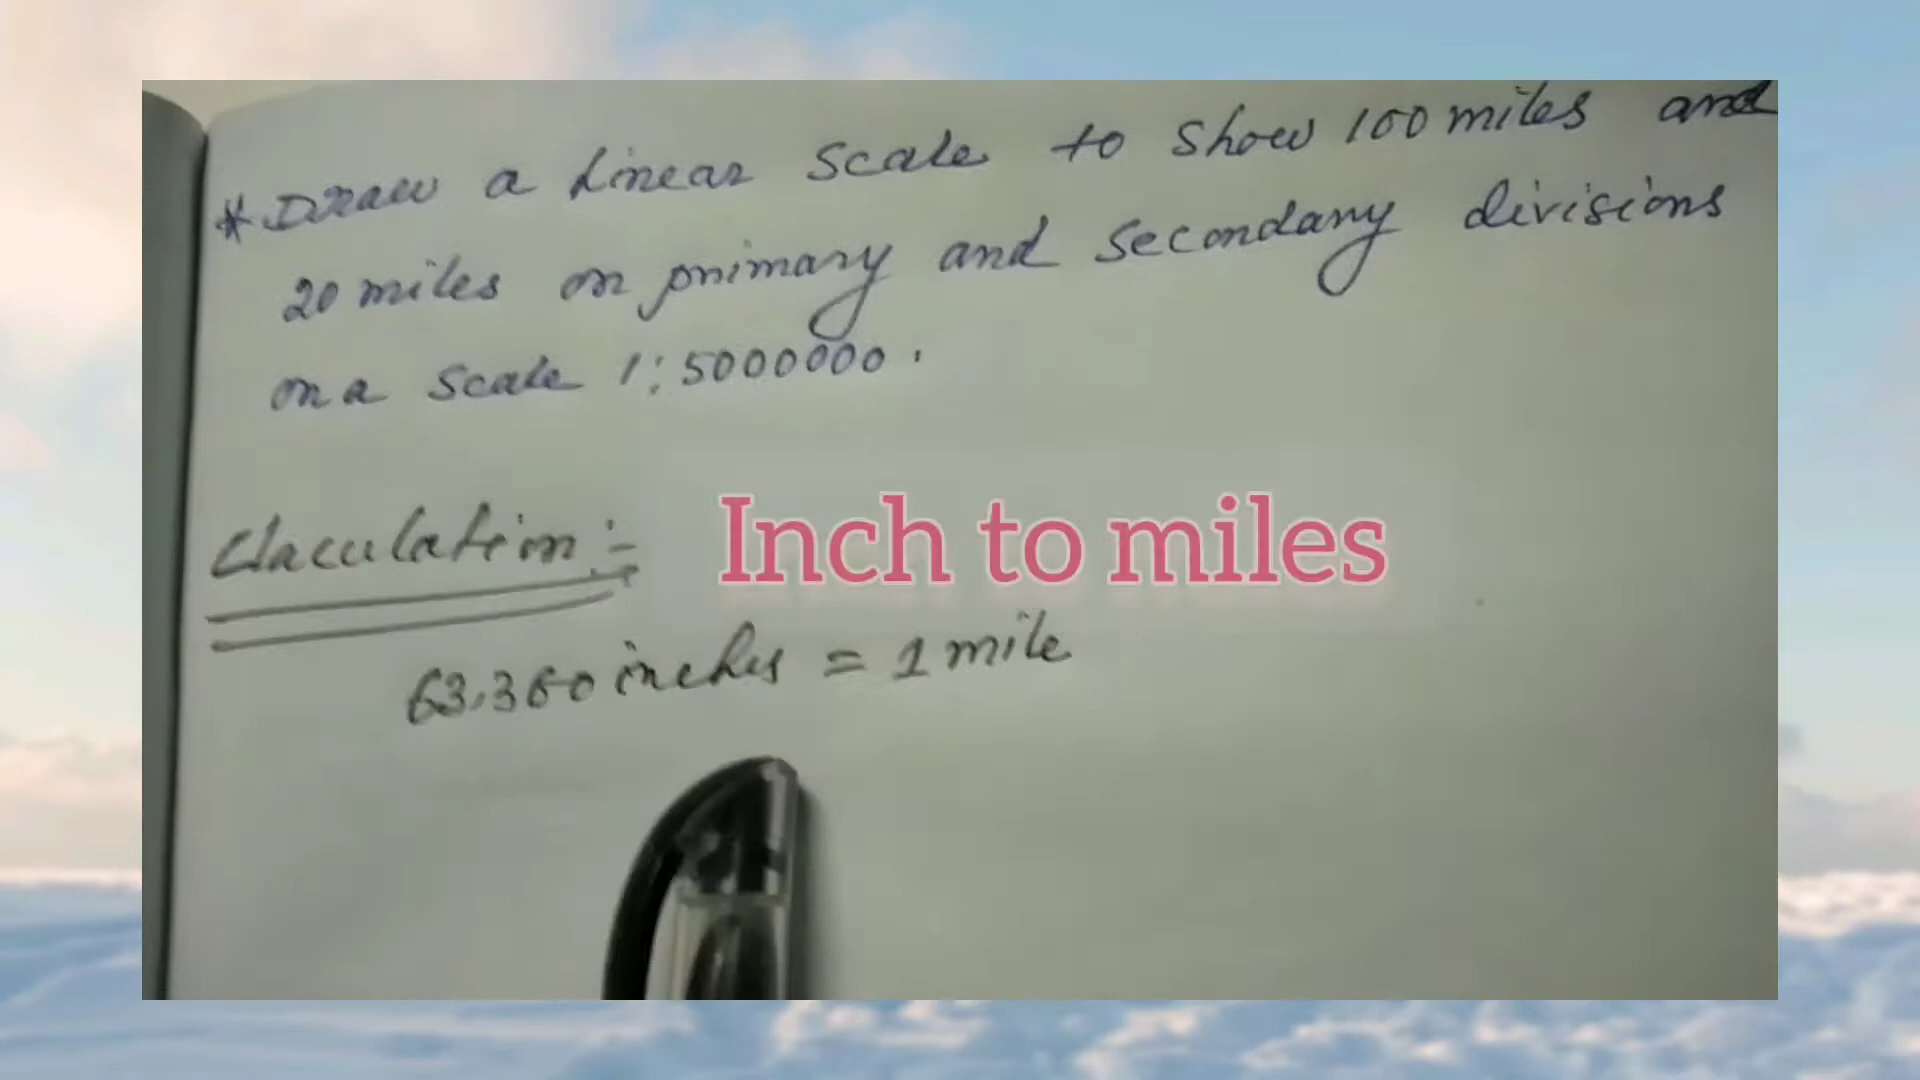 * Draw a Linear Scale to Show 100 miles and
20 miles on primary and Secondary divisions
on a Scale 1:5000000.
Claculation :-
Inch to miles
63,360 inches = 1 mile